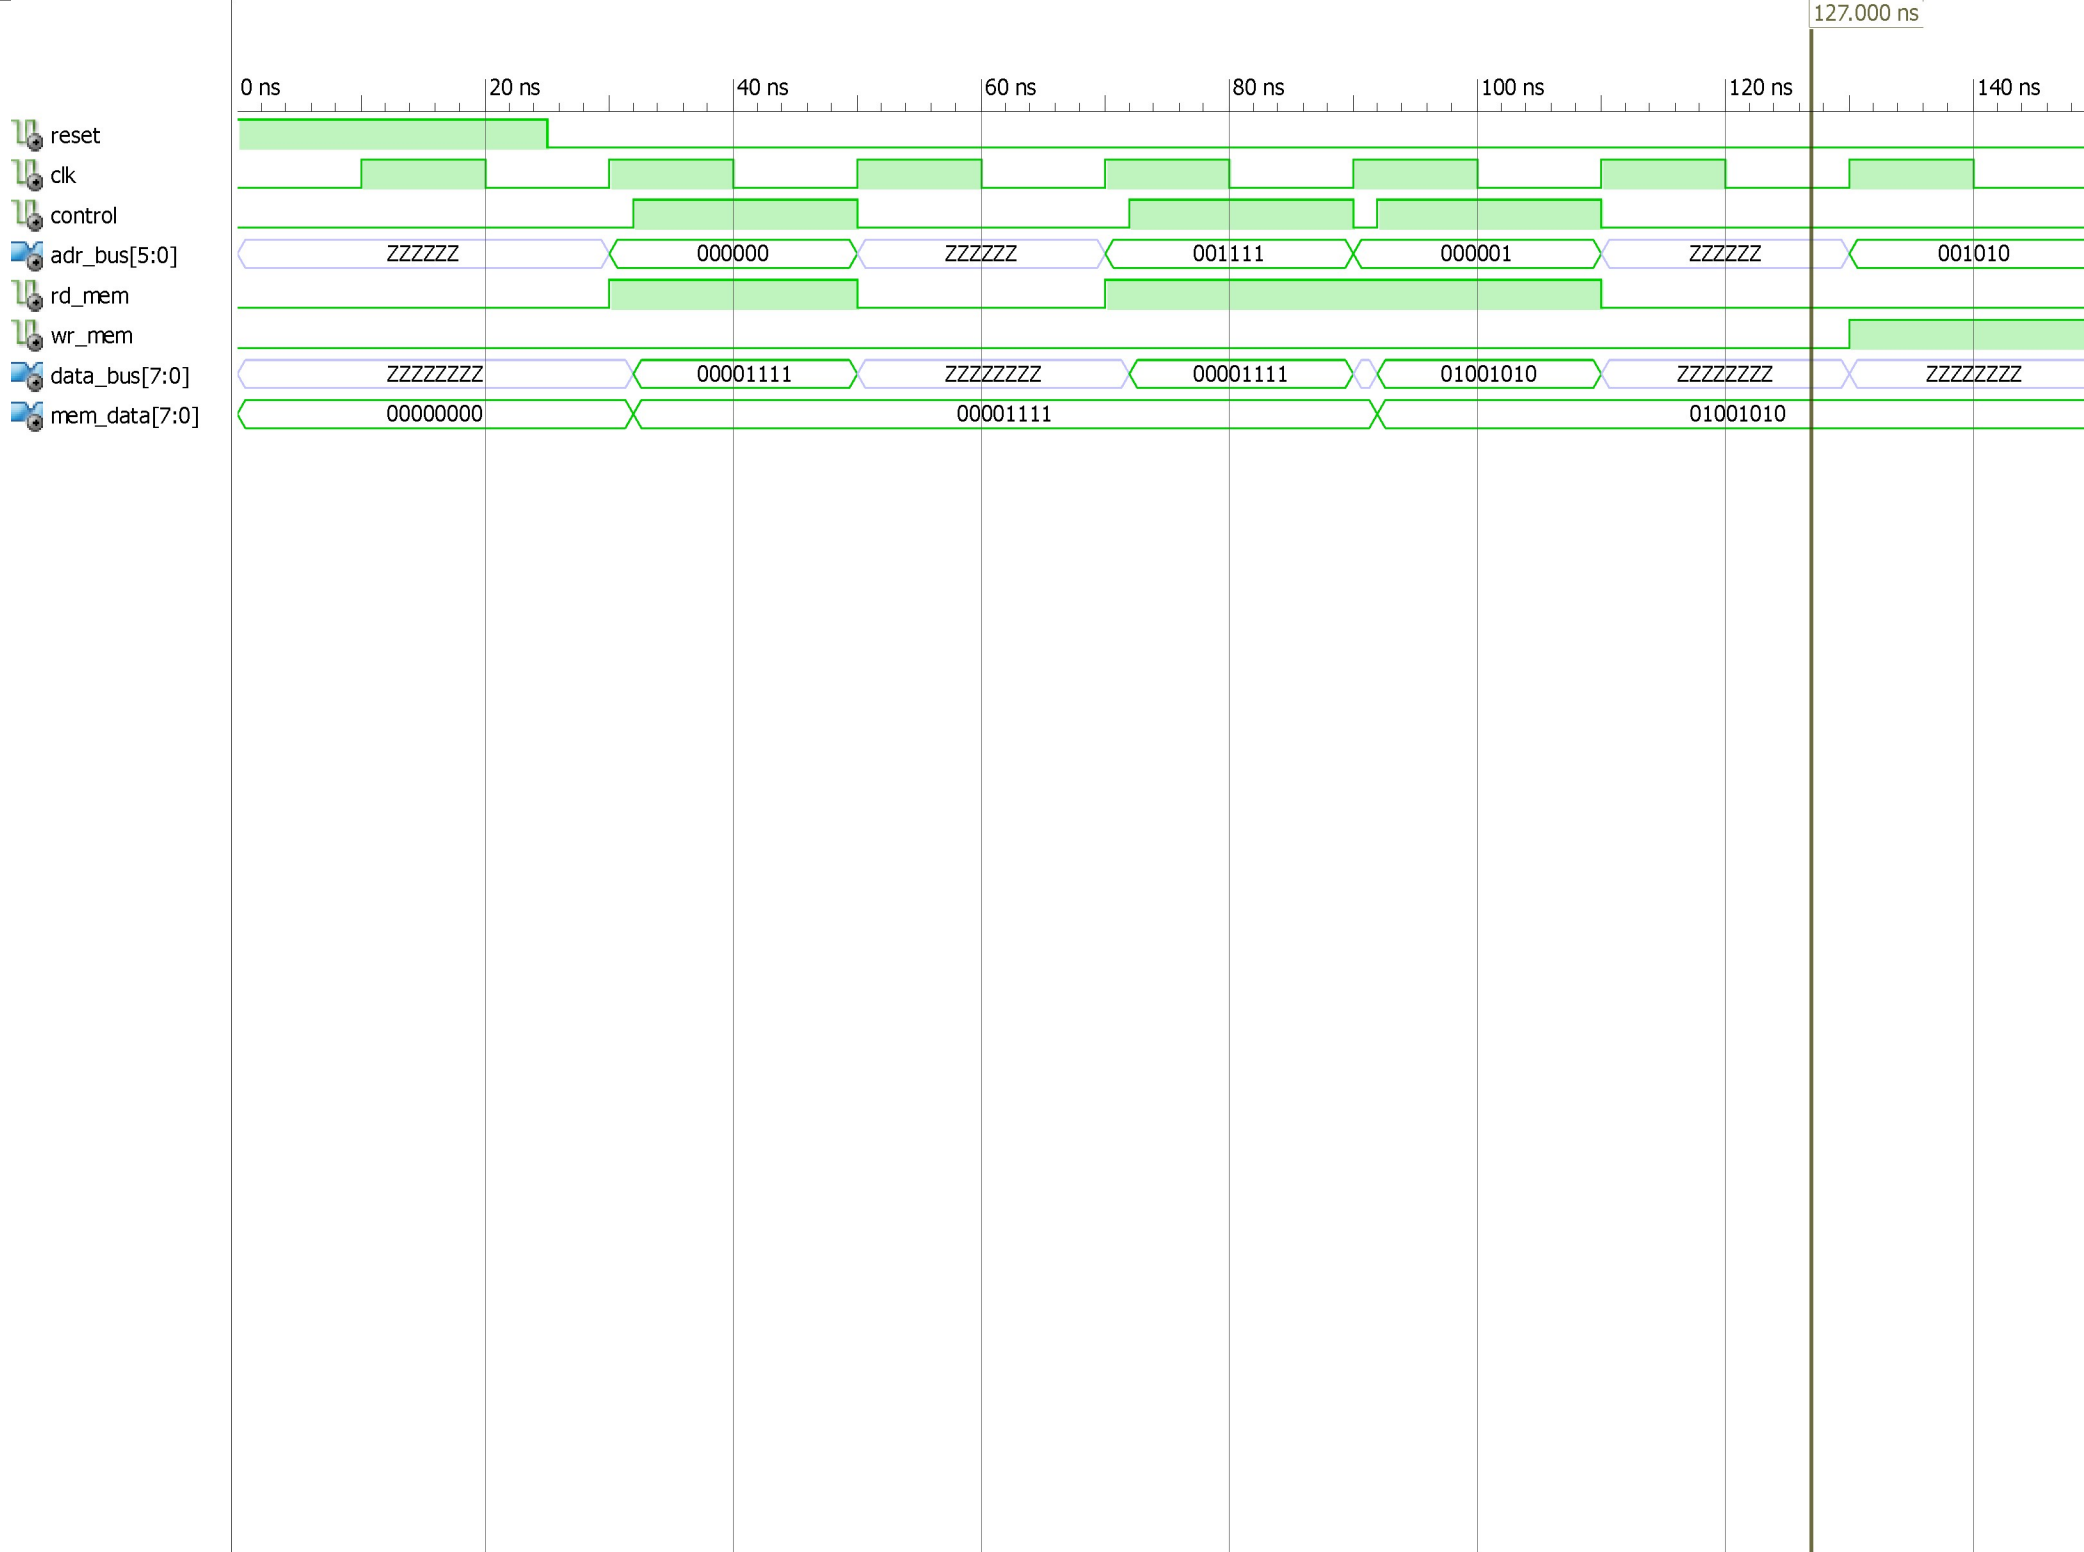 127.000 ns
0 ns 20 ns 40 ns 60 ns 80 ns 100 ns 120 ns 140 ns
reset
clk
control
adr_bus[5:0] ZZZZZZ 000000 ZZZZZZ 001111 000001 ZZZZZZ 001010
rd_mem
wr_mem
data_bus[7:0] ZZZZZZZZ 00001111 ZZZZZZZZ 00001111 01001010 ZZZZZZZZ ZZZZZZZZ
mem_data[7:0] 00000000 00001111 01001010